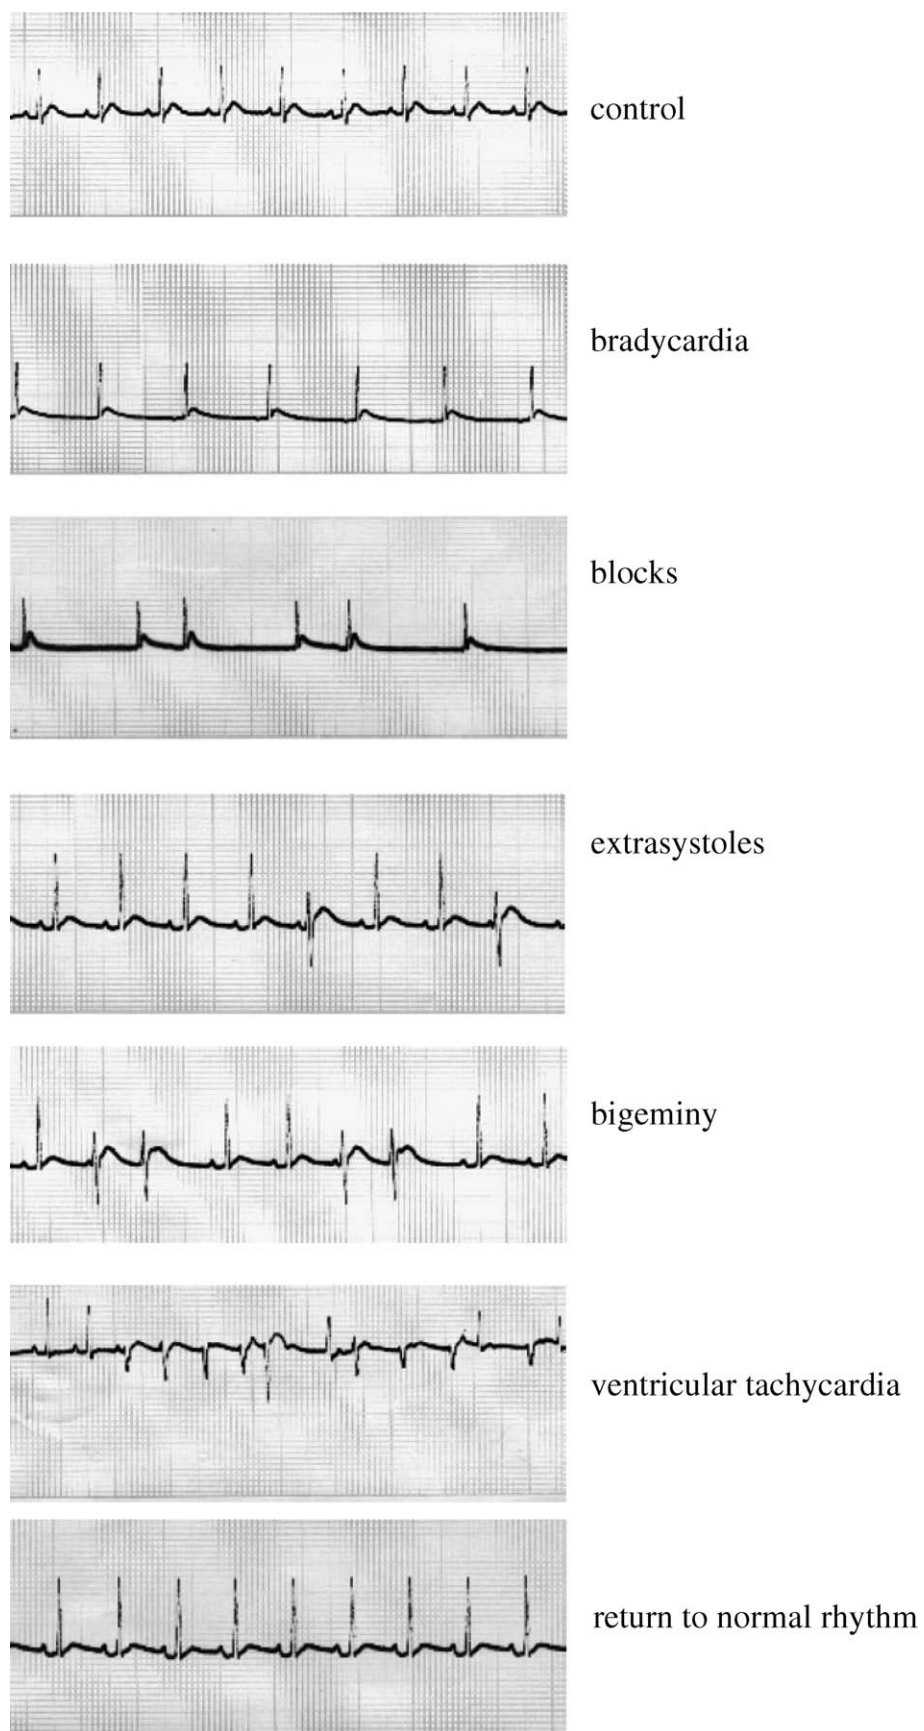 control
bradycardia
blocks
extrasystoles
bigeminy
ventricular tachycardia
return to normal rhythm